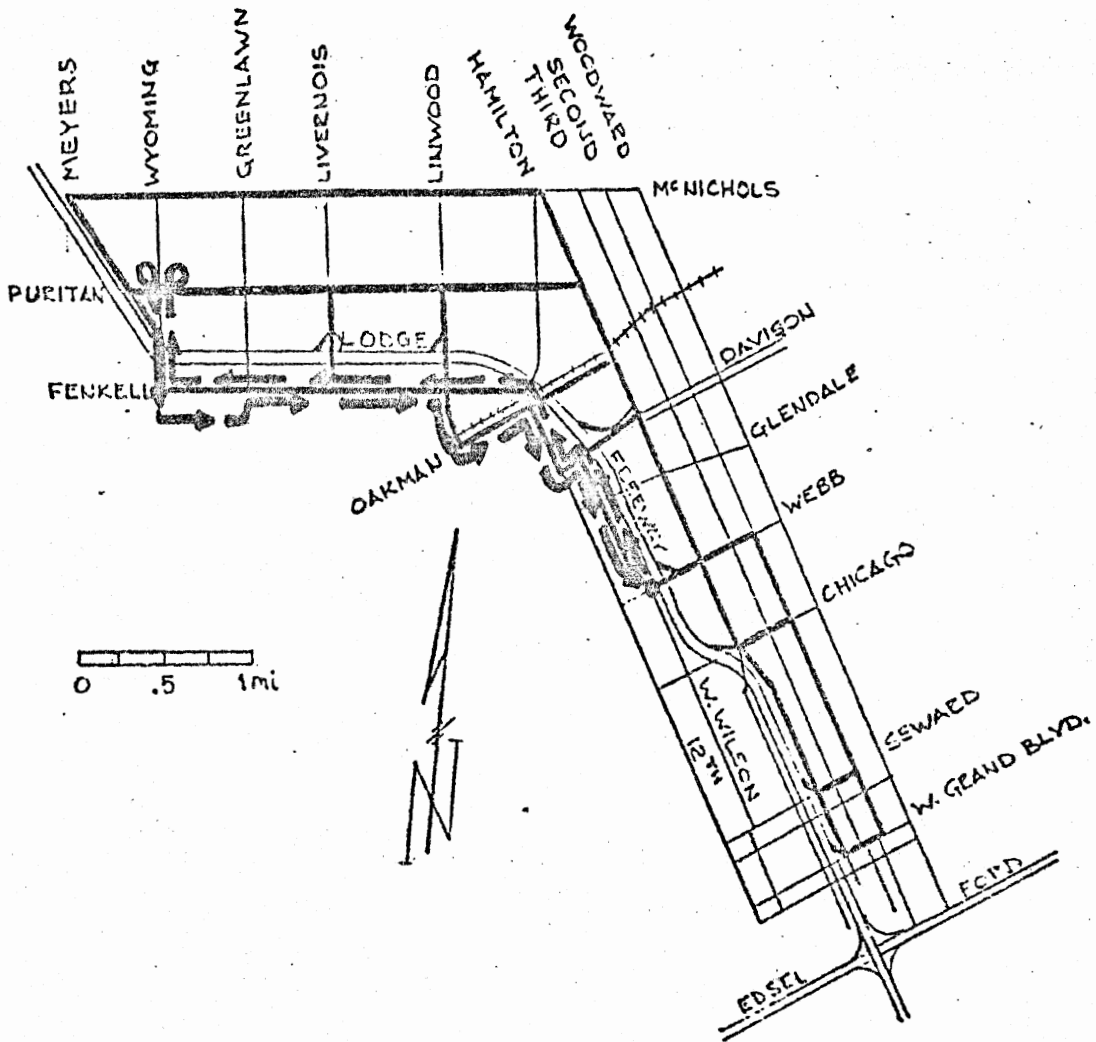 MEYERS
WYOMING
GREENLAWN
LIVERNOIS
LINWOOD
HAMILTON
THIRD
SECOND
WOODWARD
McNICHOLS
PURITAN
LODGE
DAVISON
FENKELL
GLENDALE
OAKMAN
FREEWAY
WEBB
CHICAGO
0 .5 1mi
W. WILSON
12TH
SEWARD
W. GRAND BLVD.
N
FORD
EDSEL